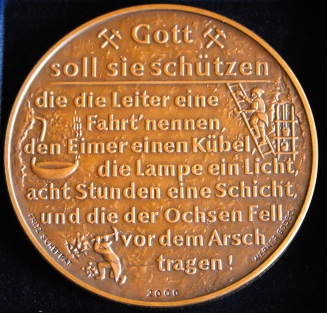 Gott
soll sie schützen
die die Leiter eine
Fahrt' nennen,
den Eimer einen Kübel,
die Lampe ein Licht,
acht Stunden eine Schicht,
und die der Ochsen Fell
vor dem Arsch
tragen!
2000